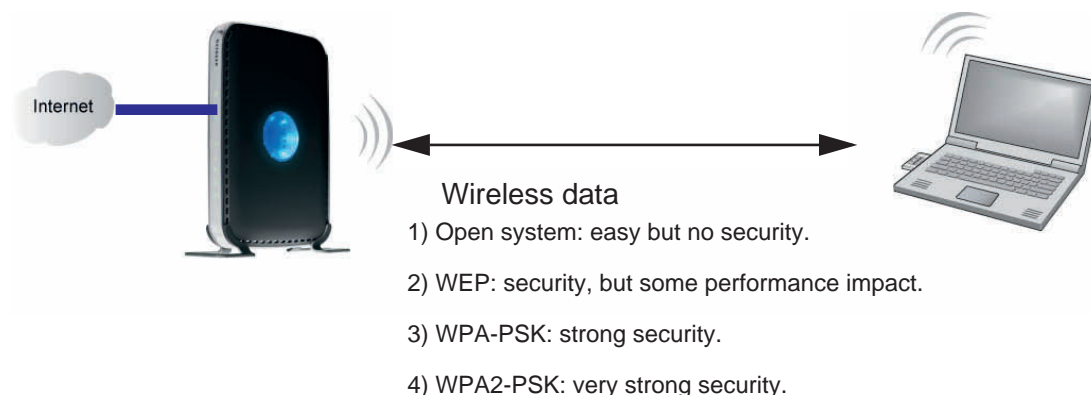 Internet
Wireless data
1) Open system: easy but no security.
2) WEP: security, but some performance impact.
3) WPA-PSK: strong security.
4) WPA2-PSK: very strong security.